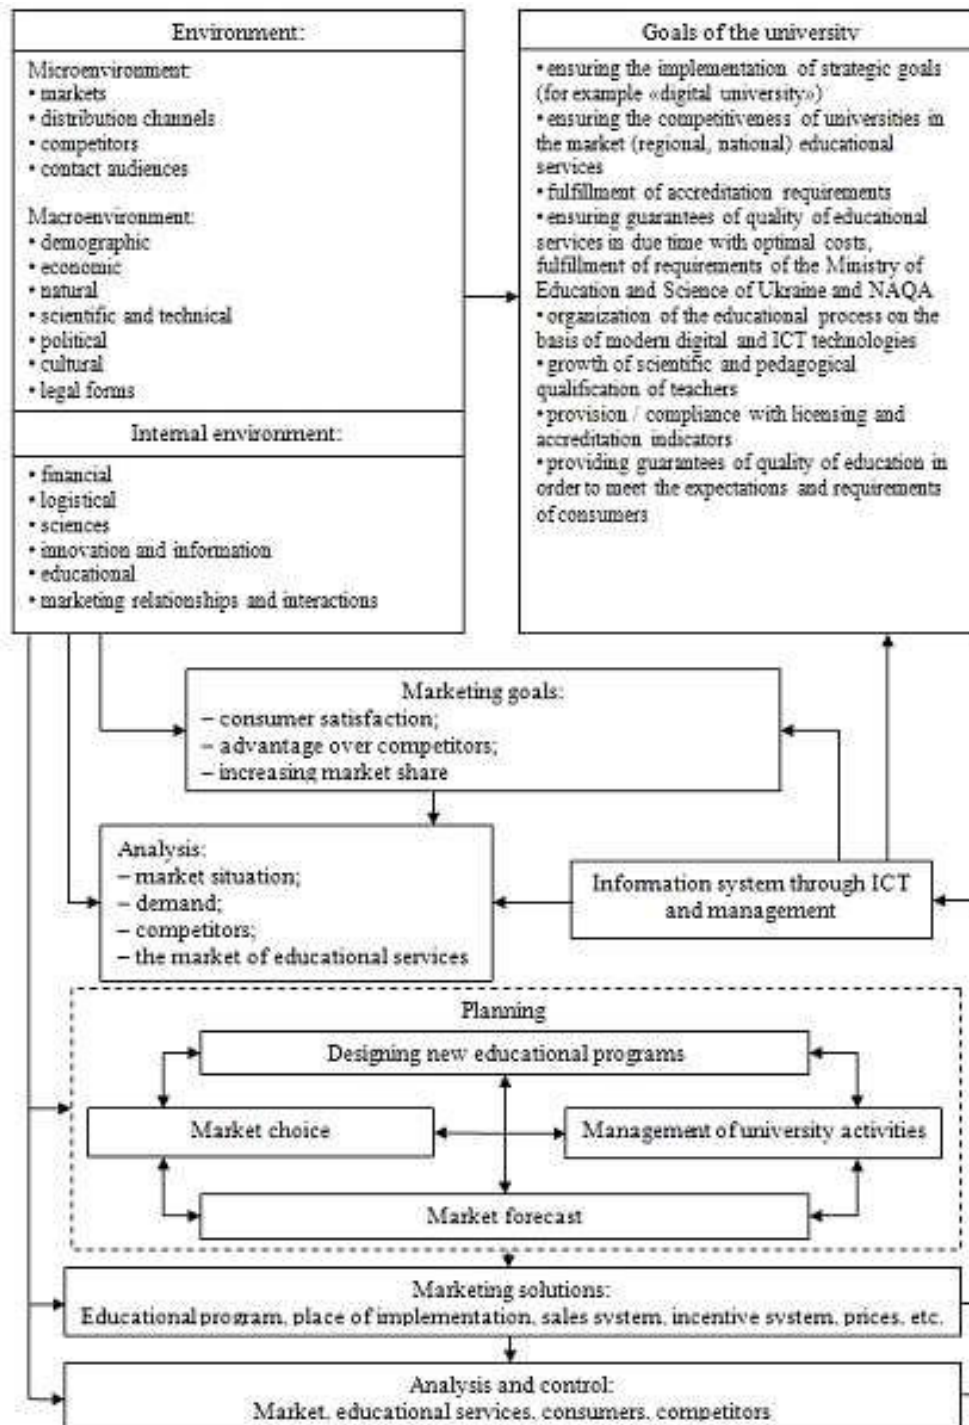 Environment:
Microenvironment:
• markets
• distribution channels
• competitors
• contact audiences
Macroenvironment:
• demographic
• economic
• natural
• scientific and technical
• political
• cultural
• legal forms
Internal environment:
• financial
• logistical
• sciences
• innovation and information
• educational
• marketing relationships and interactions
Goals of the university
• ensuring the implementation of strategic goals
(for example «digital university»)
• ensuring the competitiveness of universities in
the market (regional, national) educational
services
• fulfillment of accreditation requirements
• ensuring guarantees of quality of educational
services in due time with optimal costs,
fulfillment of requirements of the Ministry of
Education and Science of Ukraine and NAQA
• organization of the educational process on the
basis of modern digital and ICT technologies
• growth of scientific and pedagogical
qualification of teachers
• provision / compliance with licensing and
accreditation indicators
• providing guarantees of quality of education in
order to meet the expectations and requirements
of consumers
Marketing goals:
– consumer satisfaction;
– advantage over competitors;
– increasing market share
Analysis:
– market situation;
– demand;
– competitors;
– the market of educational services
Information system through ICT
and management
Planning
Designing new educational programs
Market choice
Management of university activities
Market forecast
Marketing solutions:
Educational program, place of implementation, sales system, incentive system, prices, etc.
Analysis and control:
Market, educational services, consumers, competitors